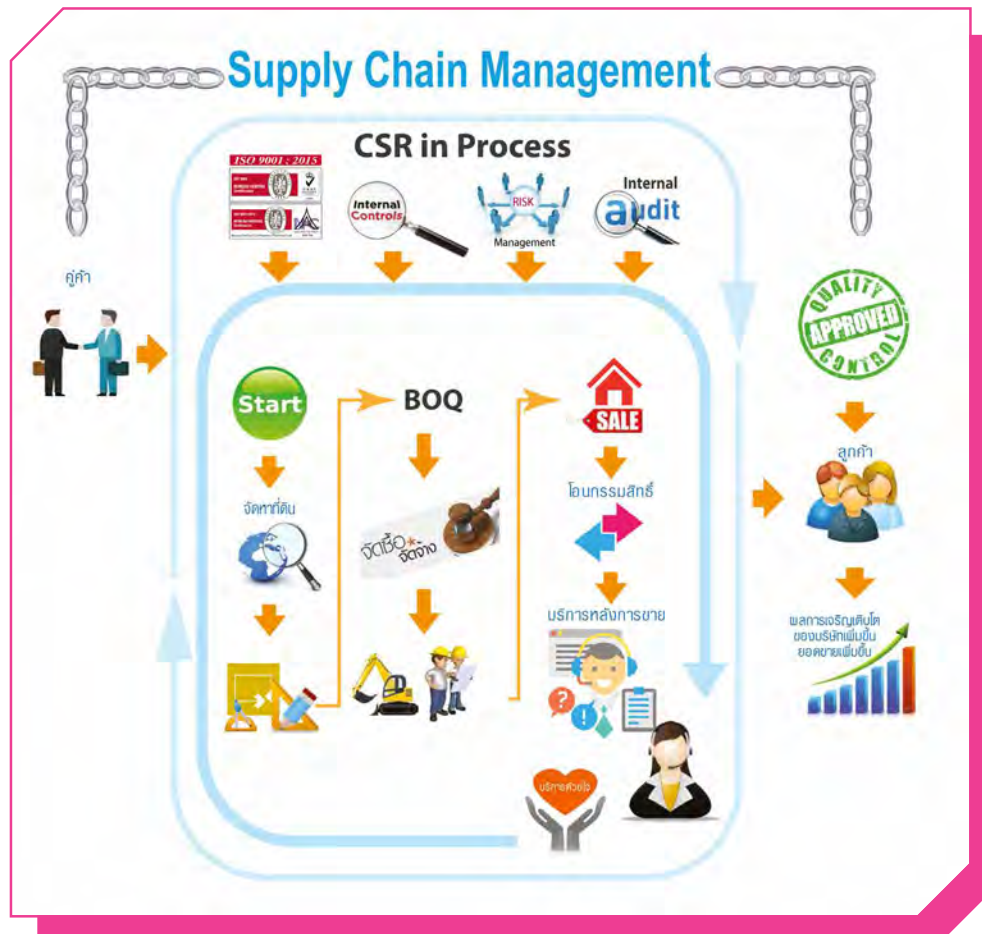 Supply Chain Management
CSR in Process
ISO 9001 : 2015
Internal
Controls
RISK
Management
Internal
audit
คู่ค้า
QUALITY
APPROVED
CONTROL
Start
BOQ
SALE
ลูกค้า
จัดหาที่ดิน
จัดซื้อ
จัดจ้าง
โอนกรรมสิทธิ์
บริการหลังการขาย
ผลการเจริญเติบโต
ของบริษัทเพิ่มขึ้น
ยอดขายเพิ่มขึ้น
บริการด้วยใจ